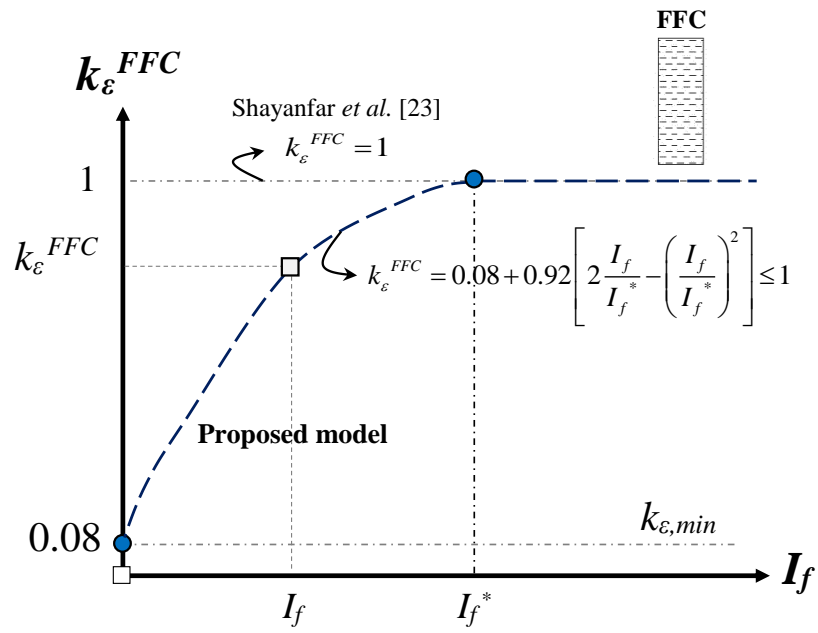 FFC
k_ε^FFC
Shayanfar et al. [23]
k_ε^FFC = 1
1
k_ε^FFC
k_ε^FFC = 0.08 + 0.92 [ 2 I_f / I_f^* − ( I_f / I_f^* )^2 ] ≤ 1
Proposed model
0.08
k_ε,min
I_f
I_f^*
I_f